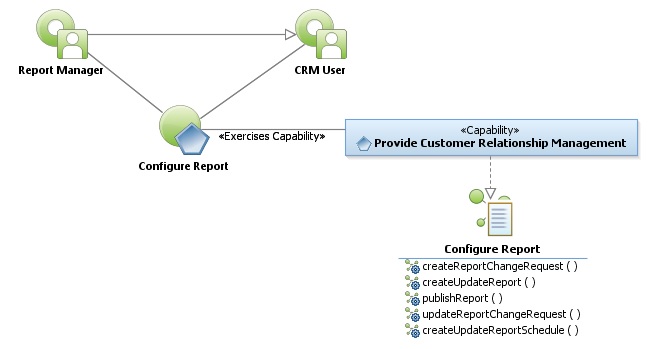 Report Manager
CRM User
Configure Report
«Exercises Capability»
«Capability»
Provide Customer Relationship Management
Configure Report
createReportChangeRequest ( )
createUpdateReport ( )
publishReport ( )
updateReportChangeRequest ( )
createUpdateReportSchedule ( )